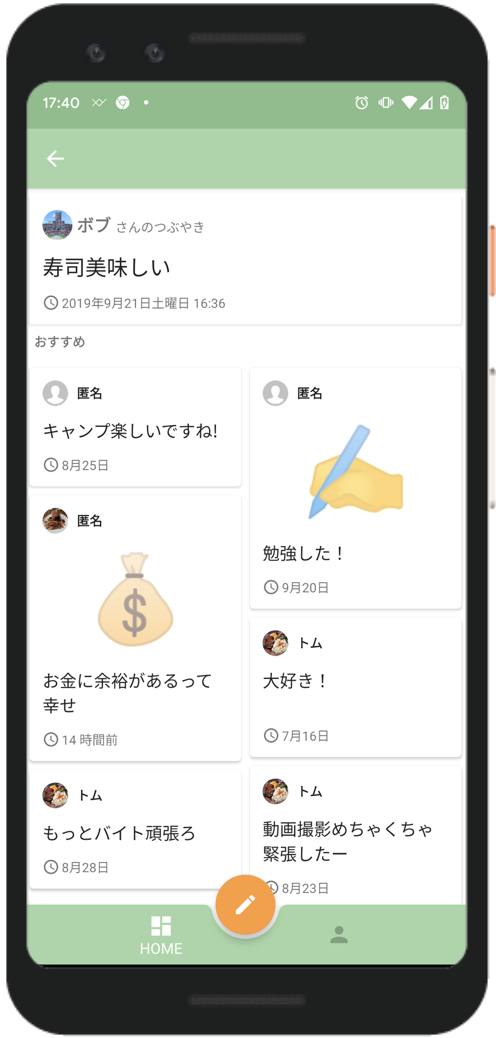 17:40
ボブ さんのつぶやき
寿司美味しい
2019年9月21日土曜日 16:36
おすすめ
匿名
キャンプ楽しいですね!
8月25日
匿名
お金に余裕があるって
幸せ
14 時間前
トム
もっとバイト頑張ろ
8月28日
匿名
勉強した！
9月20日
トム
大好き！
7月16日
トム
動画撮影めちゃくちゃ
緊張したー
8月23日
HOME